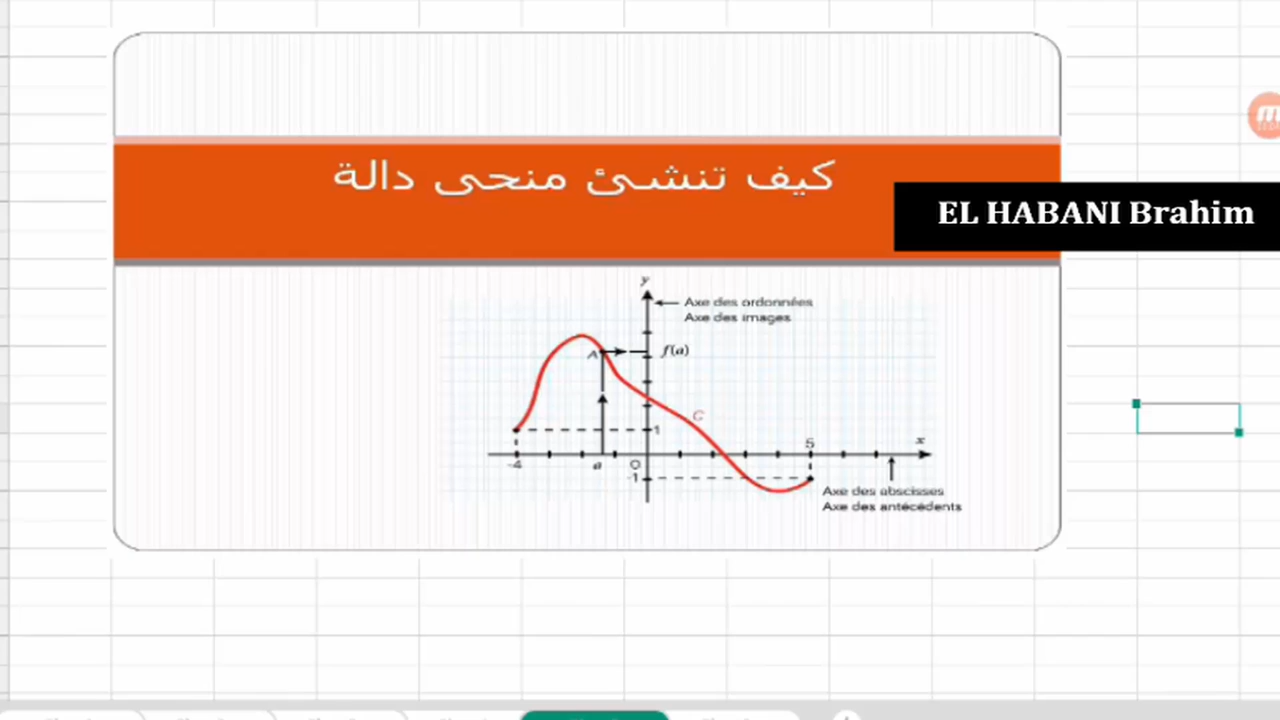 كيف تنشئ منحى دالة
EL HABANI Brahim
y
Axe des ordonnées
Axe des images
A
f(a)
C
1
5
x
-4
a
O
-1
Axe des abscisses
Axe des antécédents